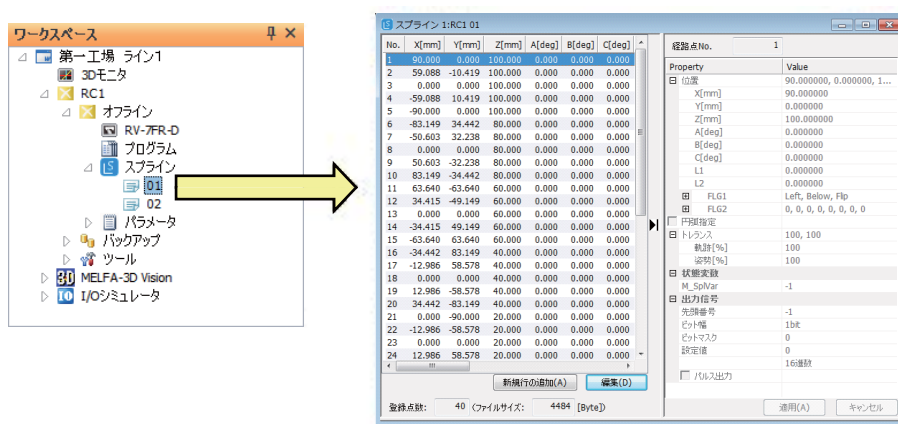 ワークスペース
第一工場 ライン1
3Dモニタ
RC1
オフライン
RV-7FR-D
プログラム
スプライン
01
02
パラメータ
バックアップ
ツール
MELFA-3D Vision
I/Oシミュレータ
スプライン 1:RC1 01
No. X[mm] Y[mm] Z[mm] A[deg] B[deg] C[deg]
1 90.000 0.000 100.000 0.000 0.000 0.000
2 59.088 -10.419 100.000 0.000 0.000 0.000
3 0.000 0.000 100.000 0.000 0.000 0.000
4 -59.088 10.419 100.000 0.000 0.000 0.000
5 -90.000 0.000 100.000 0.000 0.000 0.000
6 -83.149 34.442 80.000 0.000 0.000 0.000
7 -50.603 32.238 80.000 0.000 0.000 0.000
8 0.000 0.000 80.000 0.000 0.000 0.000
9 50.603 -32.238 80.000 0.000 0.000 0.000
10 83.149 -34.442 80.000 0.000 0.000 0.000
11 63.640 -63.640 60.000 0.000 0.000 0.000
12 34.415 -49.149 60.000 0.000 0.000 0.000
13 0.000 0.000 60.000 0.000 0.000 0.000
14 -34.415 49.149 60.000 0.000 0.000 0.000
15 -63.640 63.640 60.000 0.000 0.000 0.000
16 -34.442 83.149 40.000 0.000 0.000 0.000
17 -12.986 58.578 40.000 0.000 0.000 0.000
18 0.000 0.000 40.000 0.000 0.000 0.000
19 12.986 -58.578 40.000 0.000 0.000 0.000
20 34.442 -83.149 40.000 0.000 0.000 0.000
21 0.000 -90.000 20.000 0.000 0.000 0.000
22 -12.986 -58.578 20.000 0.000 0.000 0.000
23 0.000 0.000 20.000 0.000 0.000 0.000
24 12.986 58.578 20.000 0.000 0.000 0.000
新規行の追加(A) 編集(D)
登録点数: 40 (ファイルサイズ: 4484 [Byte])
経路点No. 1
Property Value
位置 90.000000, 0.000000, 1...
X[mm] 90.000000
Y[mm] 0.000000
Z[mm] 100.000000
A[deg] 0.000000
B[deg] 0.000000
C[deg] 0.000000
L1 0.000000
L2 0.000000
FLG1 Left, Below, Flip
FLG2 0, 0, 0, 0, 0, 0, 0, 0
円弧指定
トレランス 100, 100
軌跡[%] 100
姿勢[%] 100
状態変数
M_SplVar -1
出力信号
先頭番号 -1
ビット幅 1bit
ビットマスク 0
設定値 0
16進数
パルス出力
適用(A) キャンセル